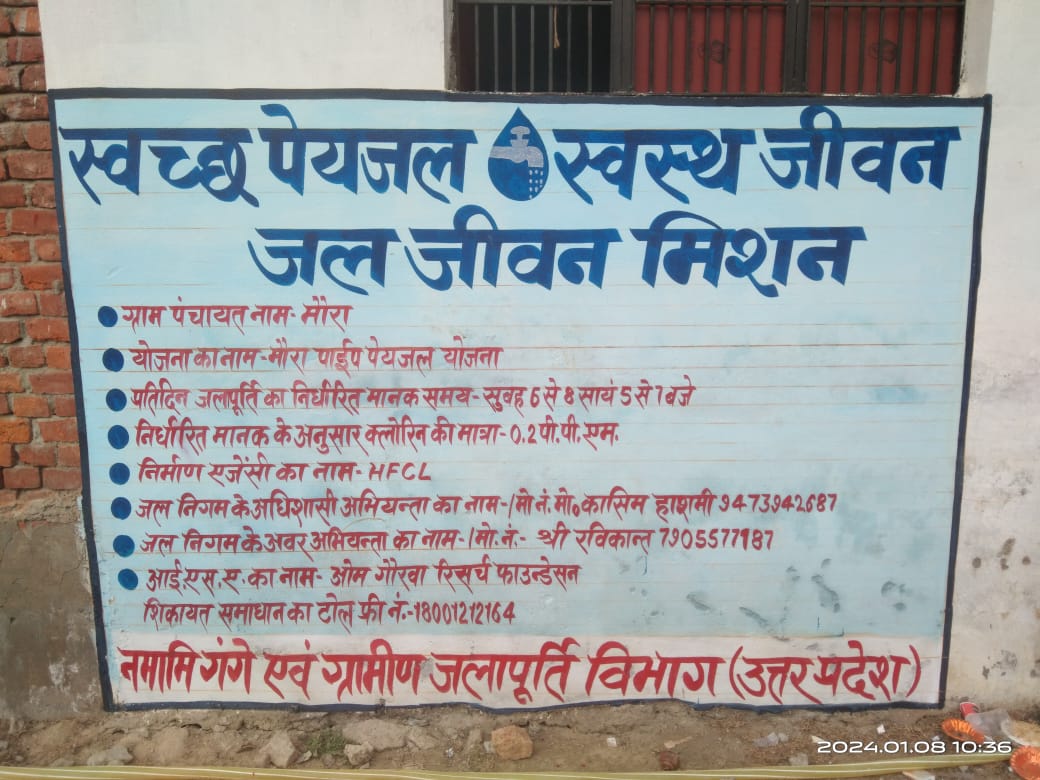 स्वच्छ पेयजल स्वस्थ जीवन
जल जीवन मिशन
ग्राम पंचायत नाम- मौरा
योजना का नाम- मौरा पाईप पेयजल योजना
प्रतिदिन जलापूर्ति का निर्धारित मानक समय- सुबह 6 से 8 सायं 5 से 7 बजे
निर्धारित मानक के अनुसार क्लोरिन की मात्रा- 0.2 पी.पी.एम.
निर्माण एजेंसी का नाम- HFCL
जल निगम के अधिशासी अभियन्ता का नाम-/मो.नं. मो० कासिम हाशमी 9473942687
जल निगम के अवर अभियन्ता का नाम-/मो.नं.- श्री रविकान्त 7905577187
आई.एस.ए. का नाम- ओम गौरवा रिसर्च फाउन्डेसन
शिकायत समाधान का टोल फ्री नं.-18001212164
नमामि गंगे एवं ग्रामीण जलापूर्ति विभाग (उत्तर प्रदेश)
2024.01.08 10:36